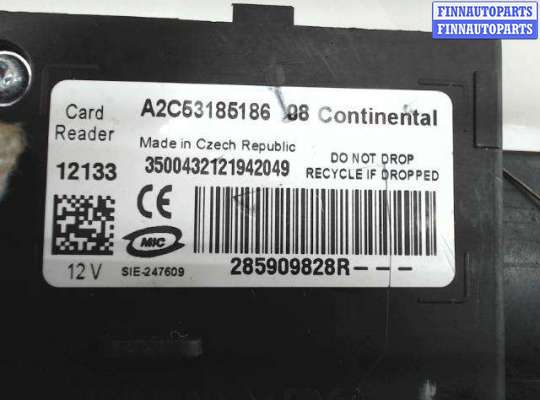 FINNAUTOPARTS
FINNAUTOPARTS
Card Reader
A2C53185186 08 Continental
Made in Czech Republic
12133
3500432121942049
DO NOT DROP
RECYCLE IF DROPPED
CE
MIC
12 V
SIE-247609
285909828R---